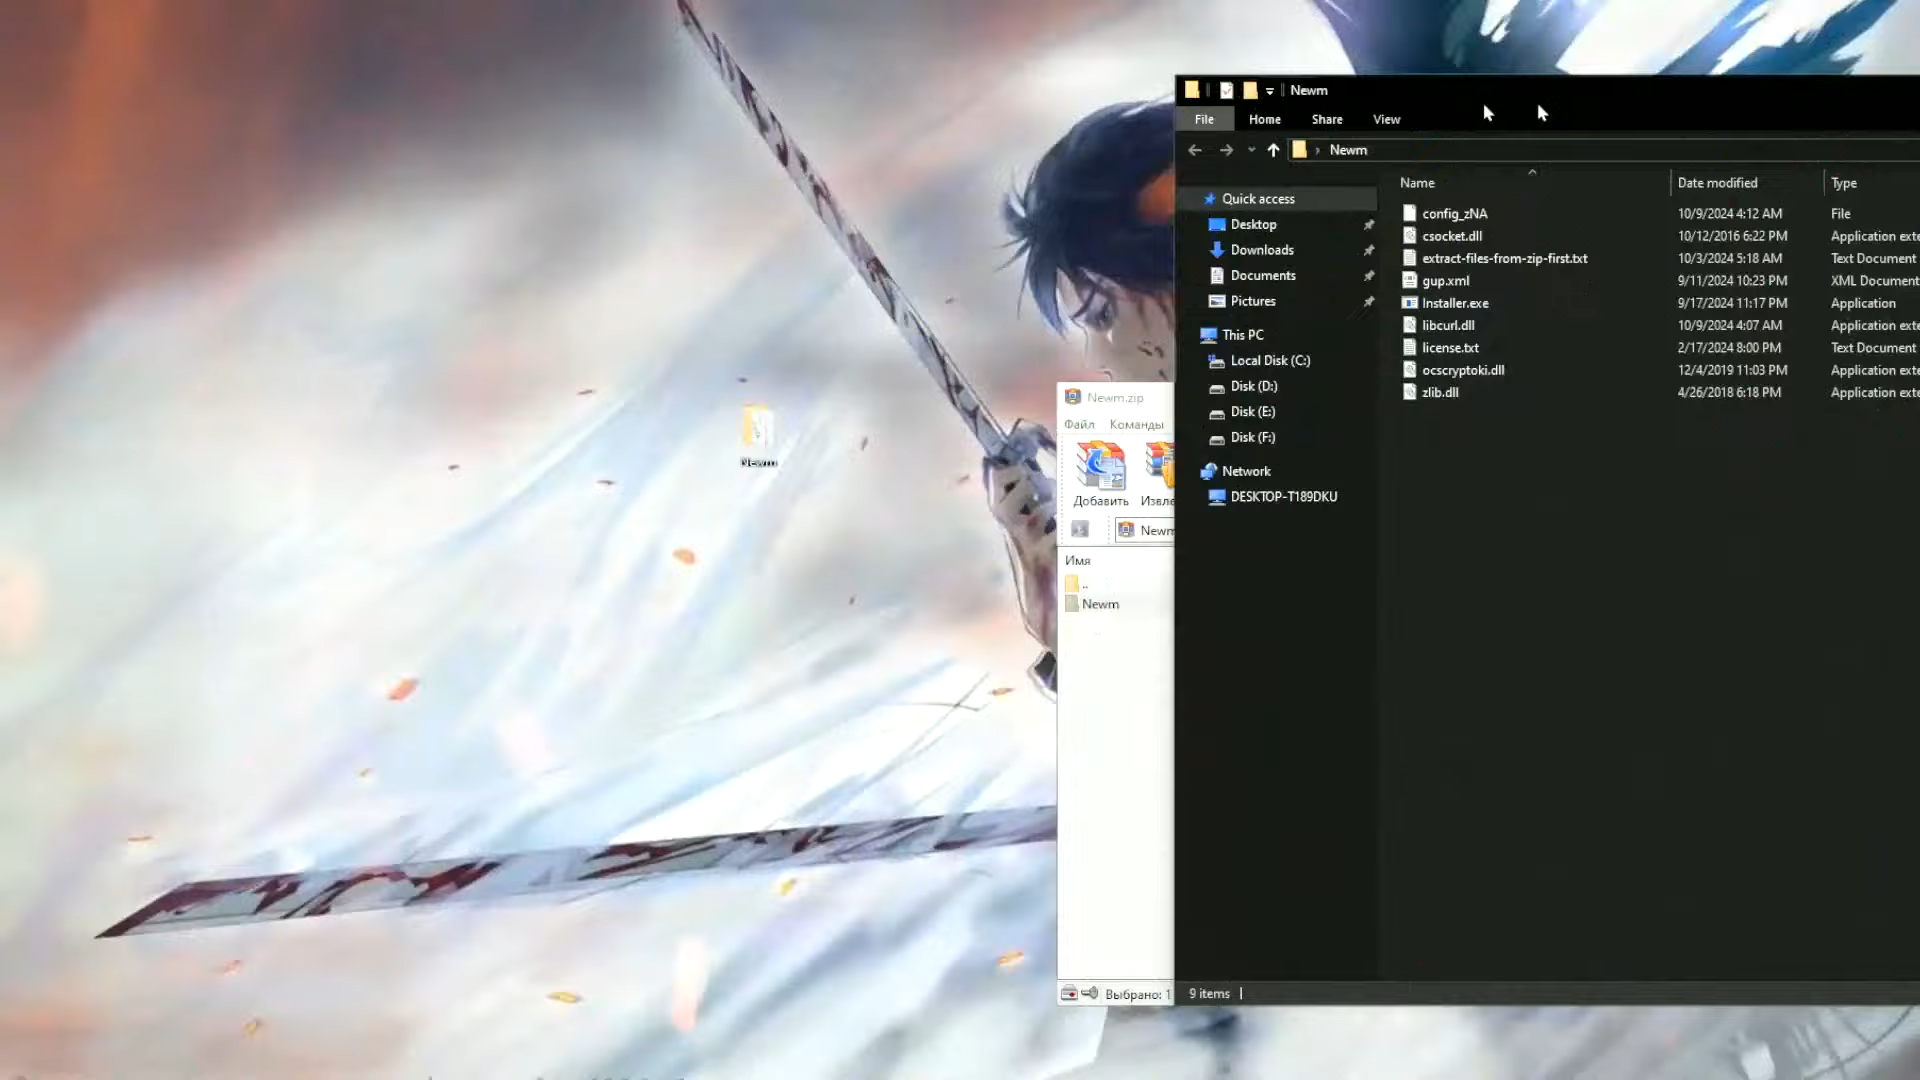 Newm
File
Home
Share
View
Newm
Name
Date modified
Type
Quick access
Desktop
Downloads
Documents
Pictures
This PC
Local Disk (C:)
Disk (D:)
Disk (E:)
Disk (F:)
Network
DESKTOP-T189DKU
config_zNA 10/9/2024 4:12 AM File
csocket.dll 10/12/2016 6:22 PM Application exte
extract-files-from-zip-first.txt 10/3/2024 5:18 AM Text Document
gup.xml 9/11/2024 10:23 PM XML Document
Installer.exe 9/17/2024 11:17 PM Application
libcurl.dll 10/9/2024 4:07 AM Application exte
license.txt 2/17/2024 8:00 PM Text Document
ocscryptoki.dll 12/4/2019 11:03 PM Application exte
zlib.dll 4/26/2018 6:18 PM Application exte
9 items
Newm.zip
Файл Команды
Добавить Извле
Newm
Имя
..
Newm
Выбрано: 1
Newm